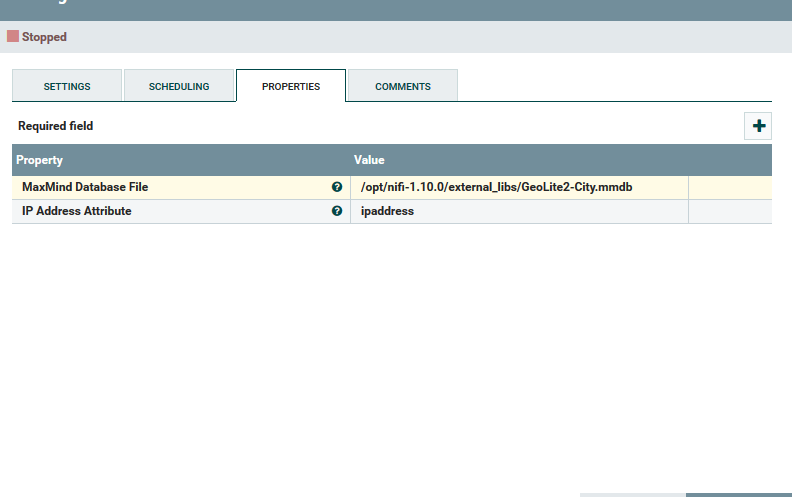 Stopped
SETTINGS
SCHEDULING
PROPERTIES
COMMENTS
Required field
Property Value
MaxMind Database File /opt/nifi-1.10.0/external_libs/GeoLite2-City.mmdb
IP Address Attribute ipaddress